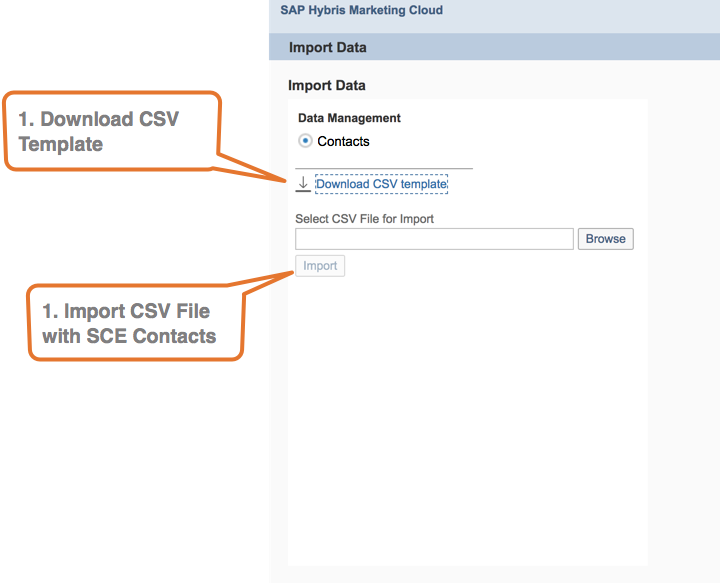 SAP Hybris Marketing Cloud
Import Data
Import Data
Data Management
Contacts
1. Download CSV
Template
Download CSV template
Select CSV File for Import
Browse
Import
1. Import CSV File
with SCE Contacts